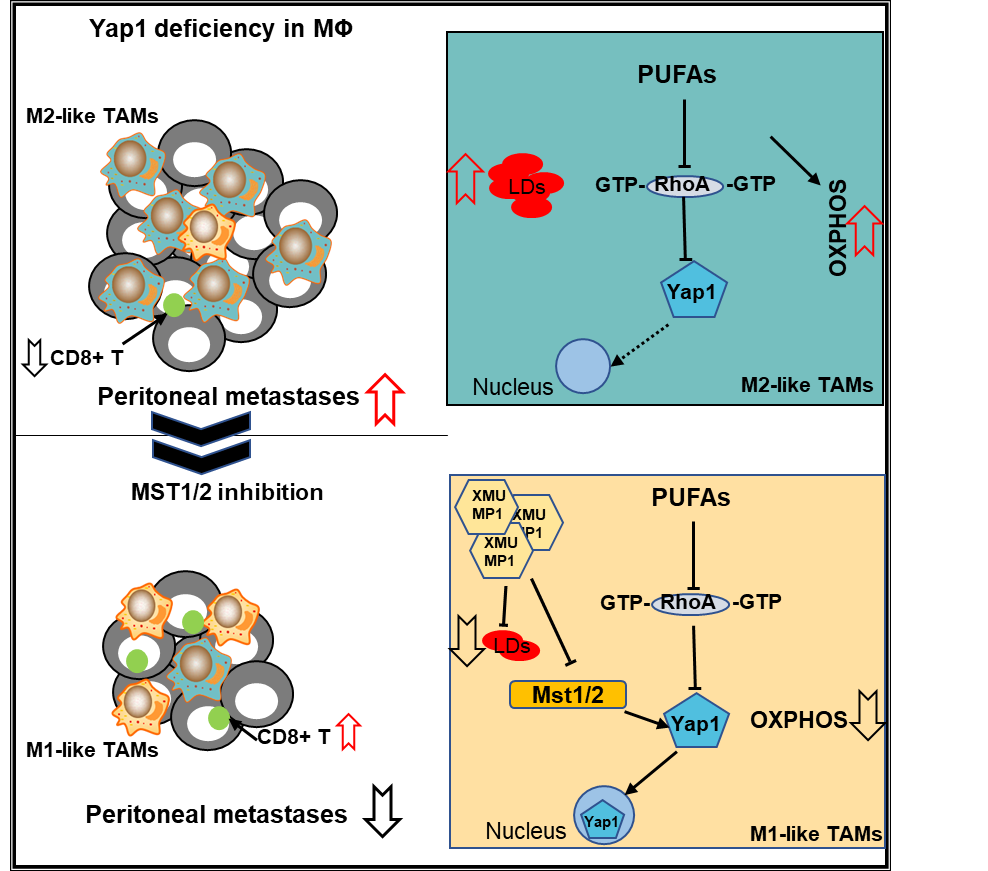 Yap1 deficiency in MΦ
M2-like TAMs
CD8+ T
Peritoneal metastases
PUFAs
LDs
GTP- RhoA -GTP
OXPHOS
Yap1
Nucleus
M2-like TAMs
MST1/2 inhibition
M1-like TAMs
CD8+ T
Peritoneal metastases
XMU
MP1
XMU
MP1
XMU
MP1
PUFAs
GTP- RhoA -GTP
LDs
Mst1/2
Yap1
OXPHOS
Nucleus
Yap1
M1-like TAMs